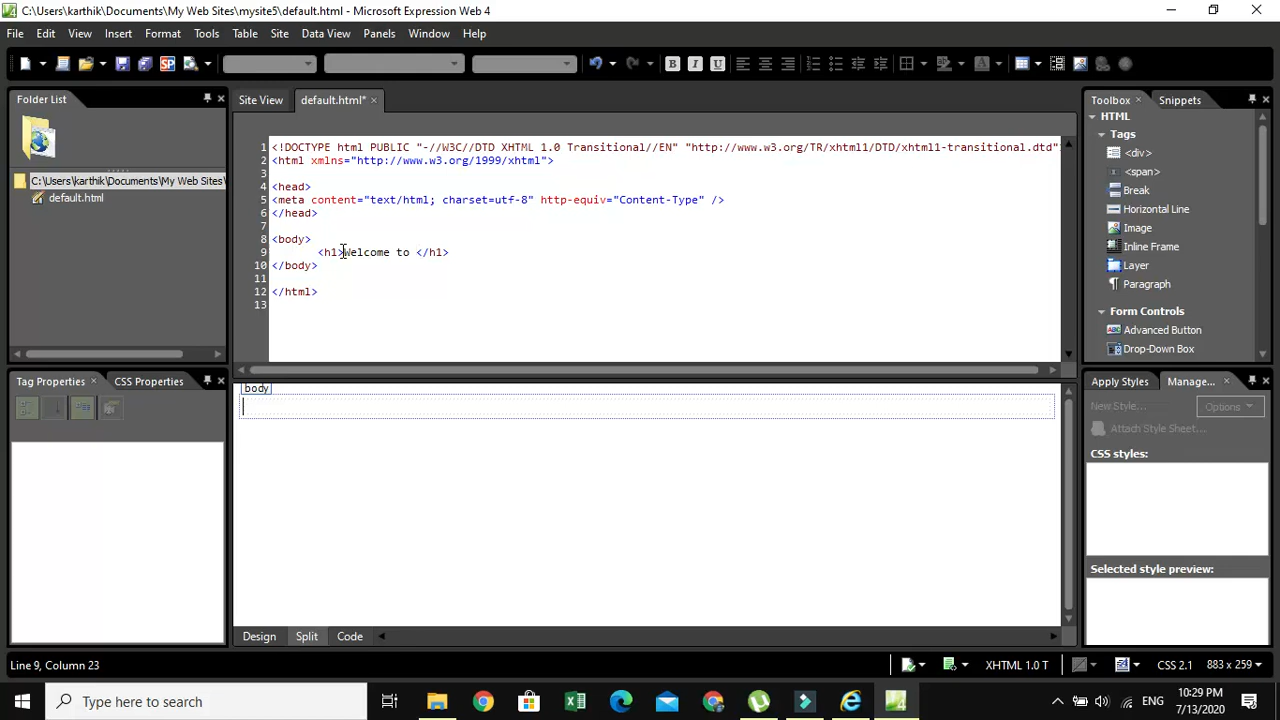 C:\Users\karthik\Documents\My Web Sites\mysite5\default.html* - Microsoft Expression Web 4
File Edit View Insert Format Tools Table Site Data View Panels Window Help
SP B I U A
Folder List
C:\Users\karthik\Documents\My Web Sites\
default.html
Site View default.html*
1 <!DOCTYPE html PUBLIC "-//W3C//DTD XHTML 1.0 Transitional//EN" "http://www.w3.org/TR/xhtml1/DTD/xhtml1-transitional.dtd"
2 <html xmlns="http://www.w3.org/1999/xhtml">
3
4 <head>
5 <meta content="text/html; charset=utf-8" http-equiv="Content-Type" />
6 </head>
7
8 <body>
9 <h1>Welcome to </h1>
10 </body>
11
12 </html>
13
Toolbox Snippets
HTML
Tags
<div>
<span>
Break
Horizontal Line
Image
Inline Frame
Layer
Paragraph
Form Controls
Advanced Button
Drop-Down Box
Tag Properties CSS Properties
body
Design Split Code
Apply Styles Manage...
New Style... Options
Attach Style Sheet...
CSS styles:
Selected style preview:
Line 9, Column 23
XHTML 1.0 T CSS 2.1 883 x 259
Type here to search
ENG
10:29 PM
7/13/2020